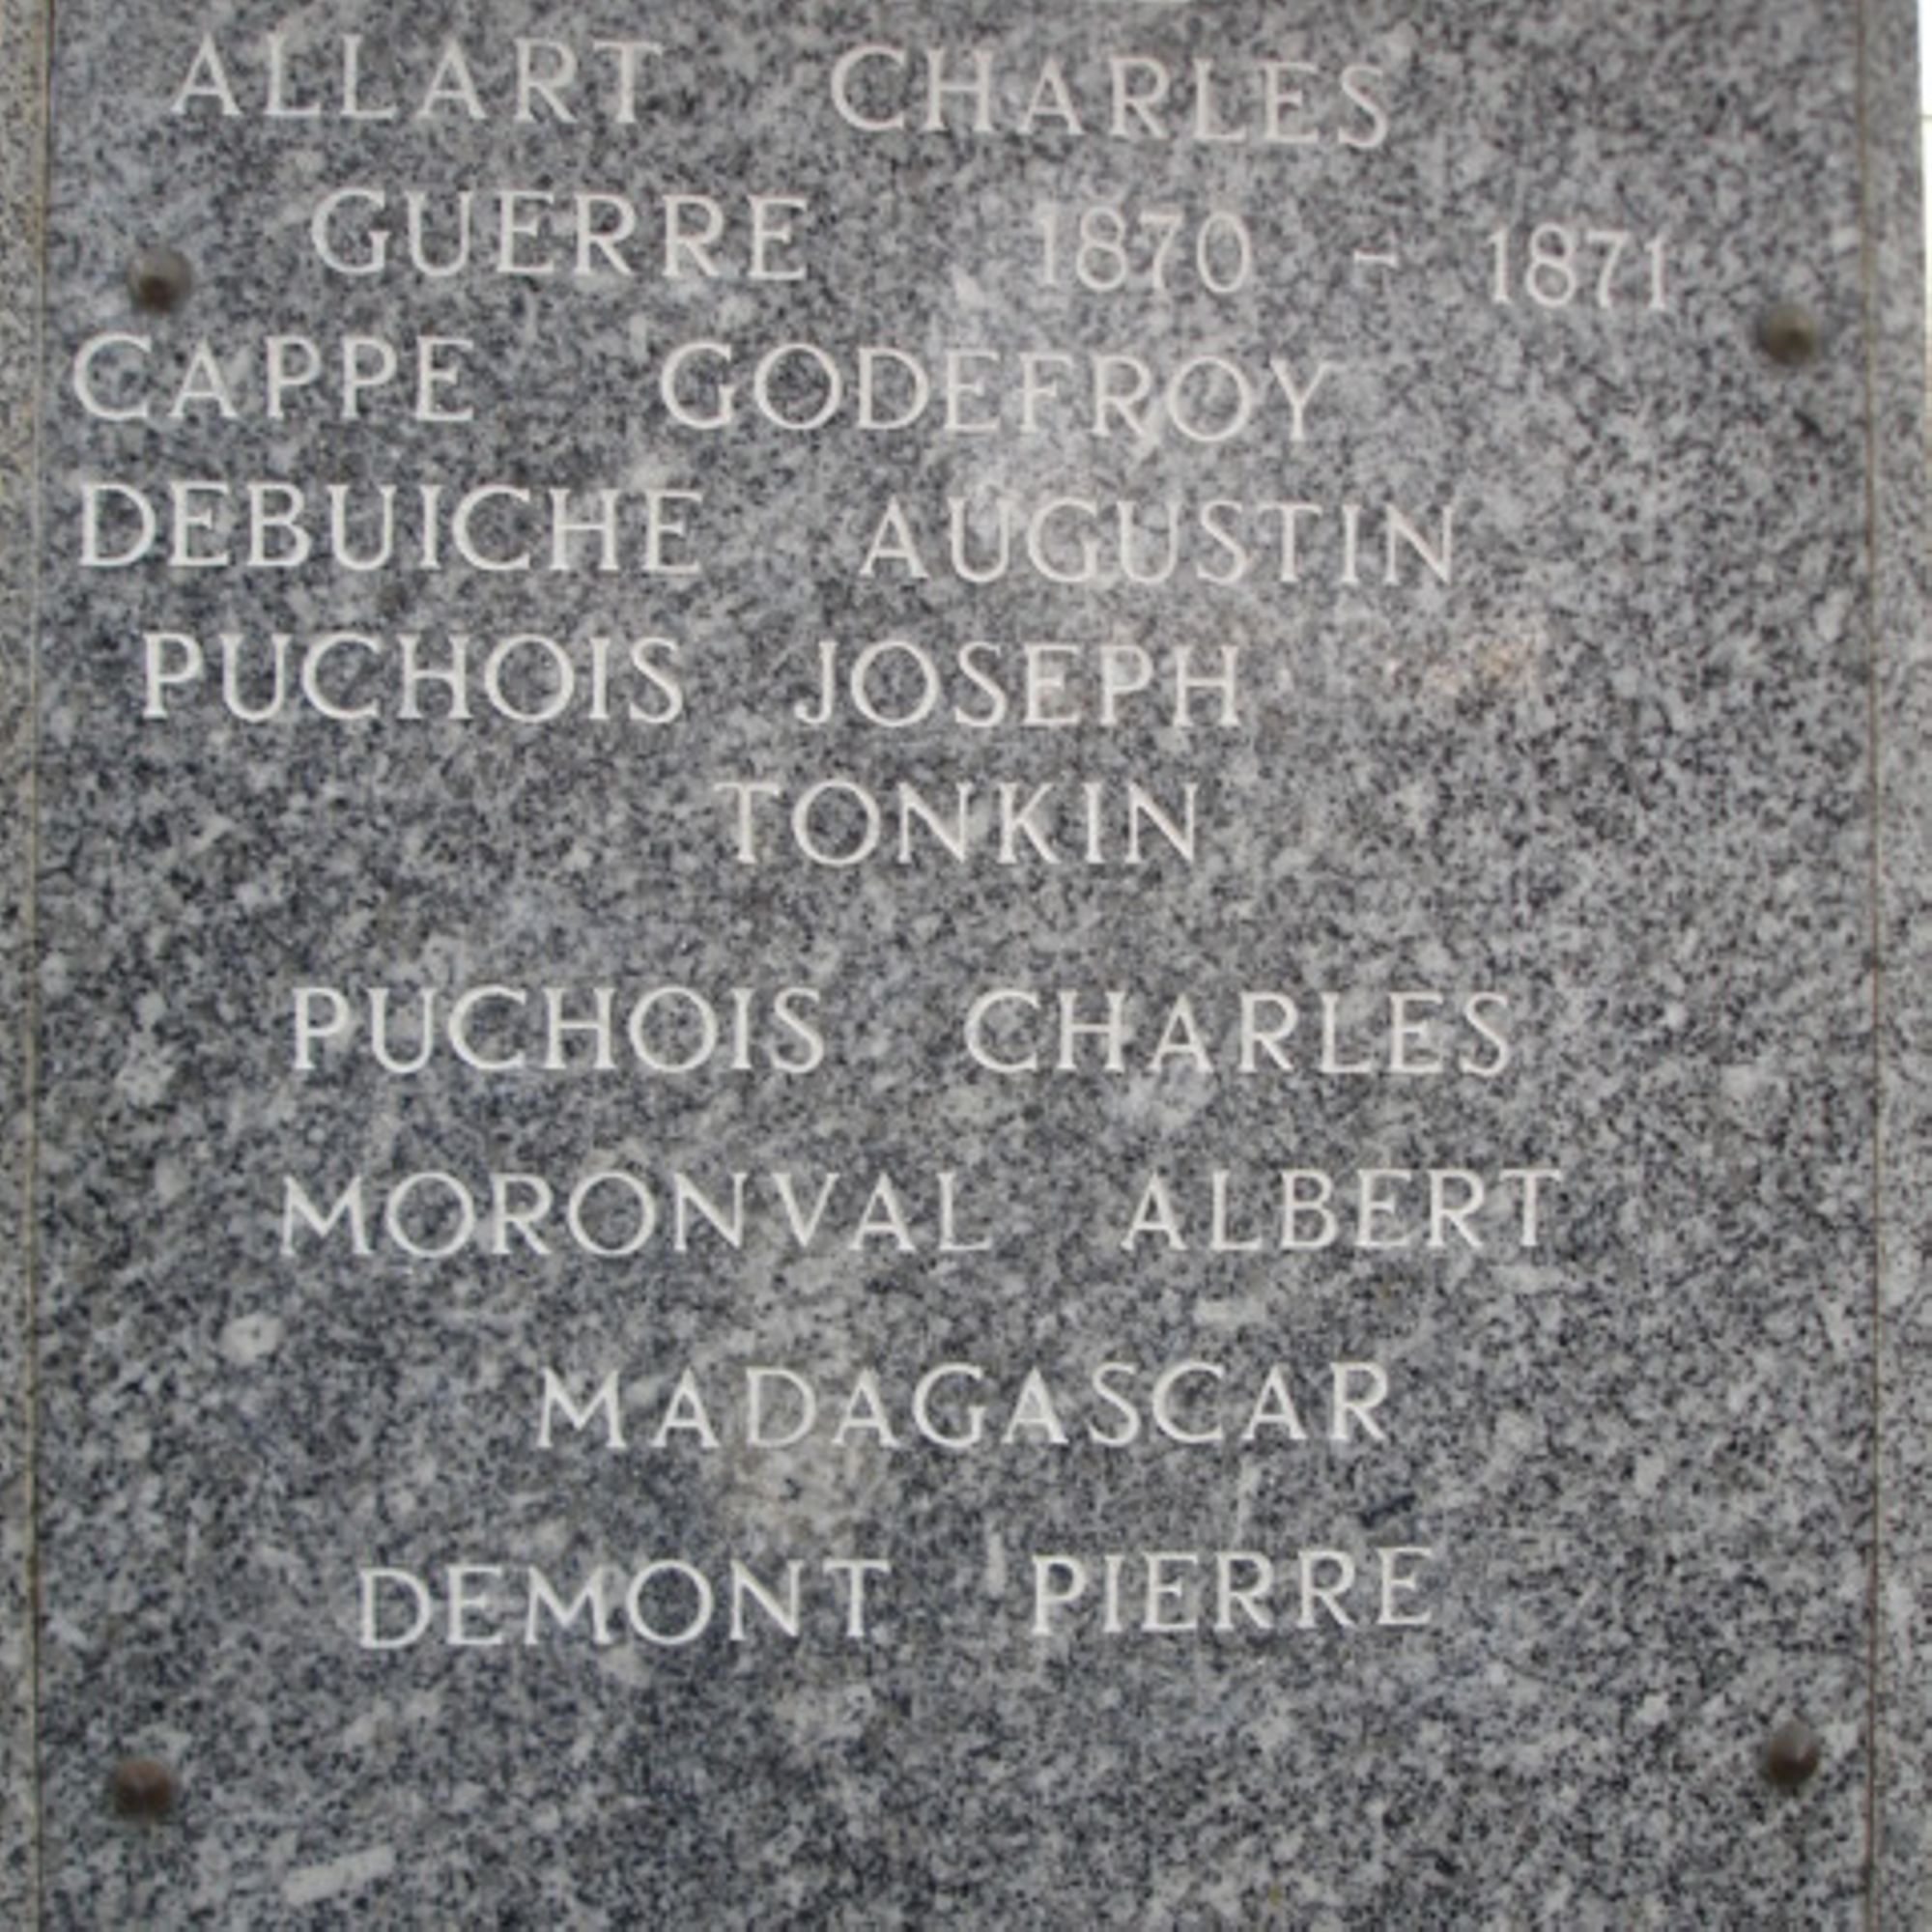 ALLART CHARLES
GUERRE 1870 - 1871
CAPPE GODEFROY
DEBUICHE AUGUSTIN
PUCHOIS JOSEPH
TONKIN
PUCHOIS CHARLES
MORONVAL ALBERT
MADAGASCAR
DEMONT PIERRE